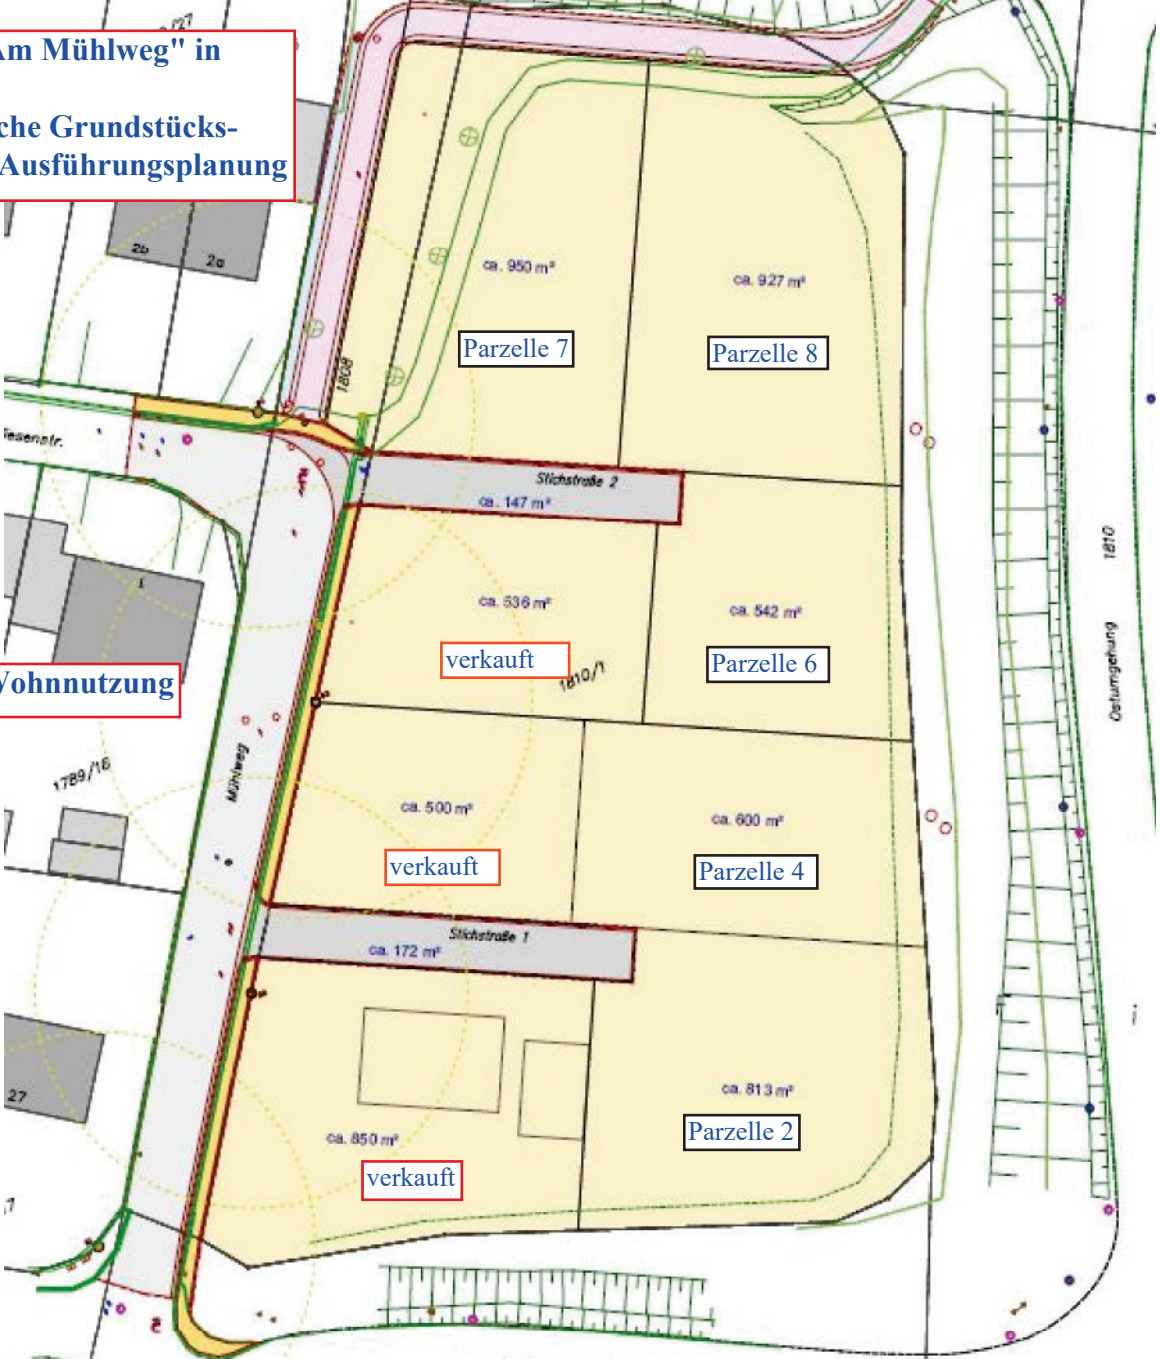 Am Mühlweg" in
che Grundstücks-
Ausführungsplanung
2b
2a
ca. 950 m²
ca. 927 m²
Parzelle 7
Parzelle 8
1808
Stichstraße 2
ca. 147 m²
1
ca. 536 m²
ca. 542 m²
verkauft
Parzelle 6
1810/1
1810
Ostumgehung
Wohnnutzung
Mühlweg
1789/16
ca. 500 m²
ca. 600 m²
verkauft
Parzelle 4
Stichstraße 1
ca. 172 m²
27
ca. 813 m²
Parzelle 2
ca. 850 m²
verkauft